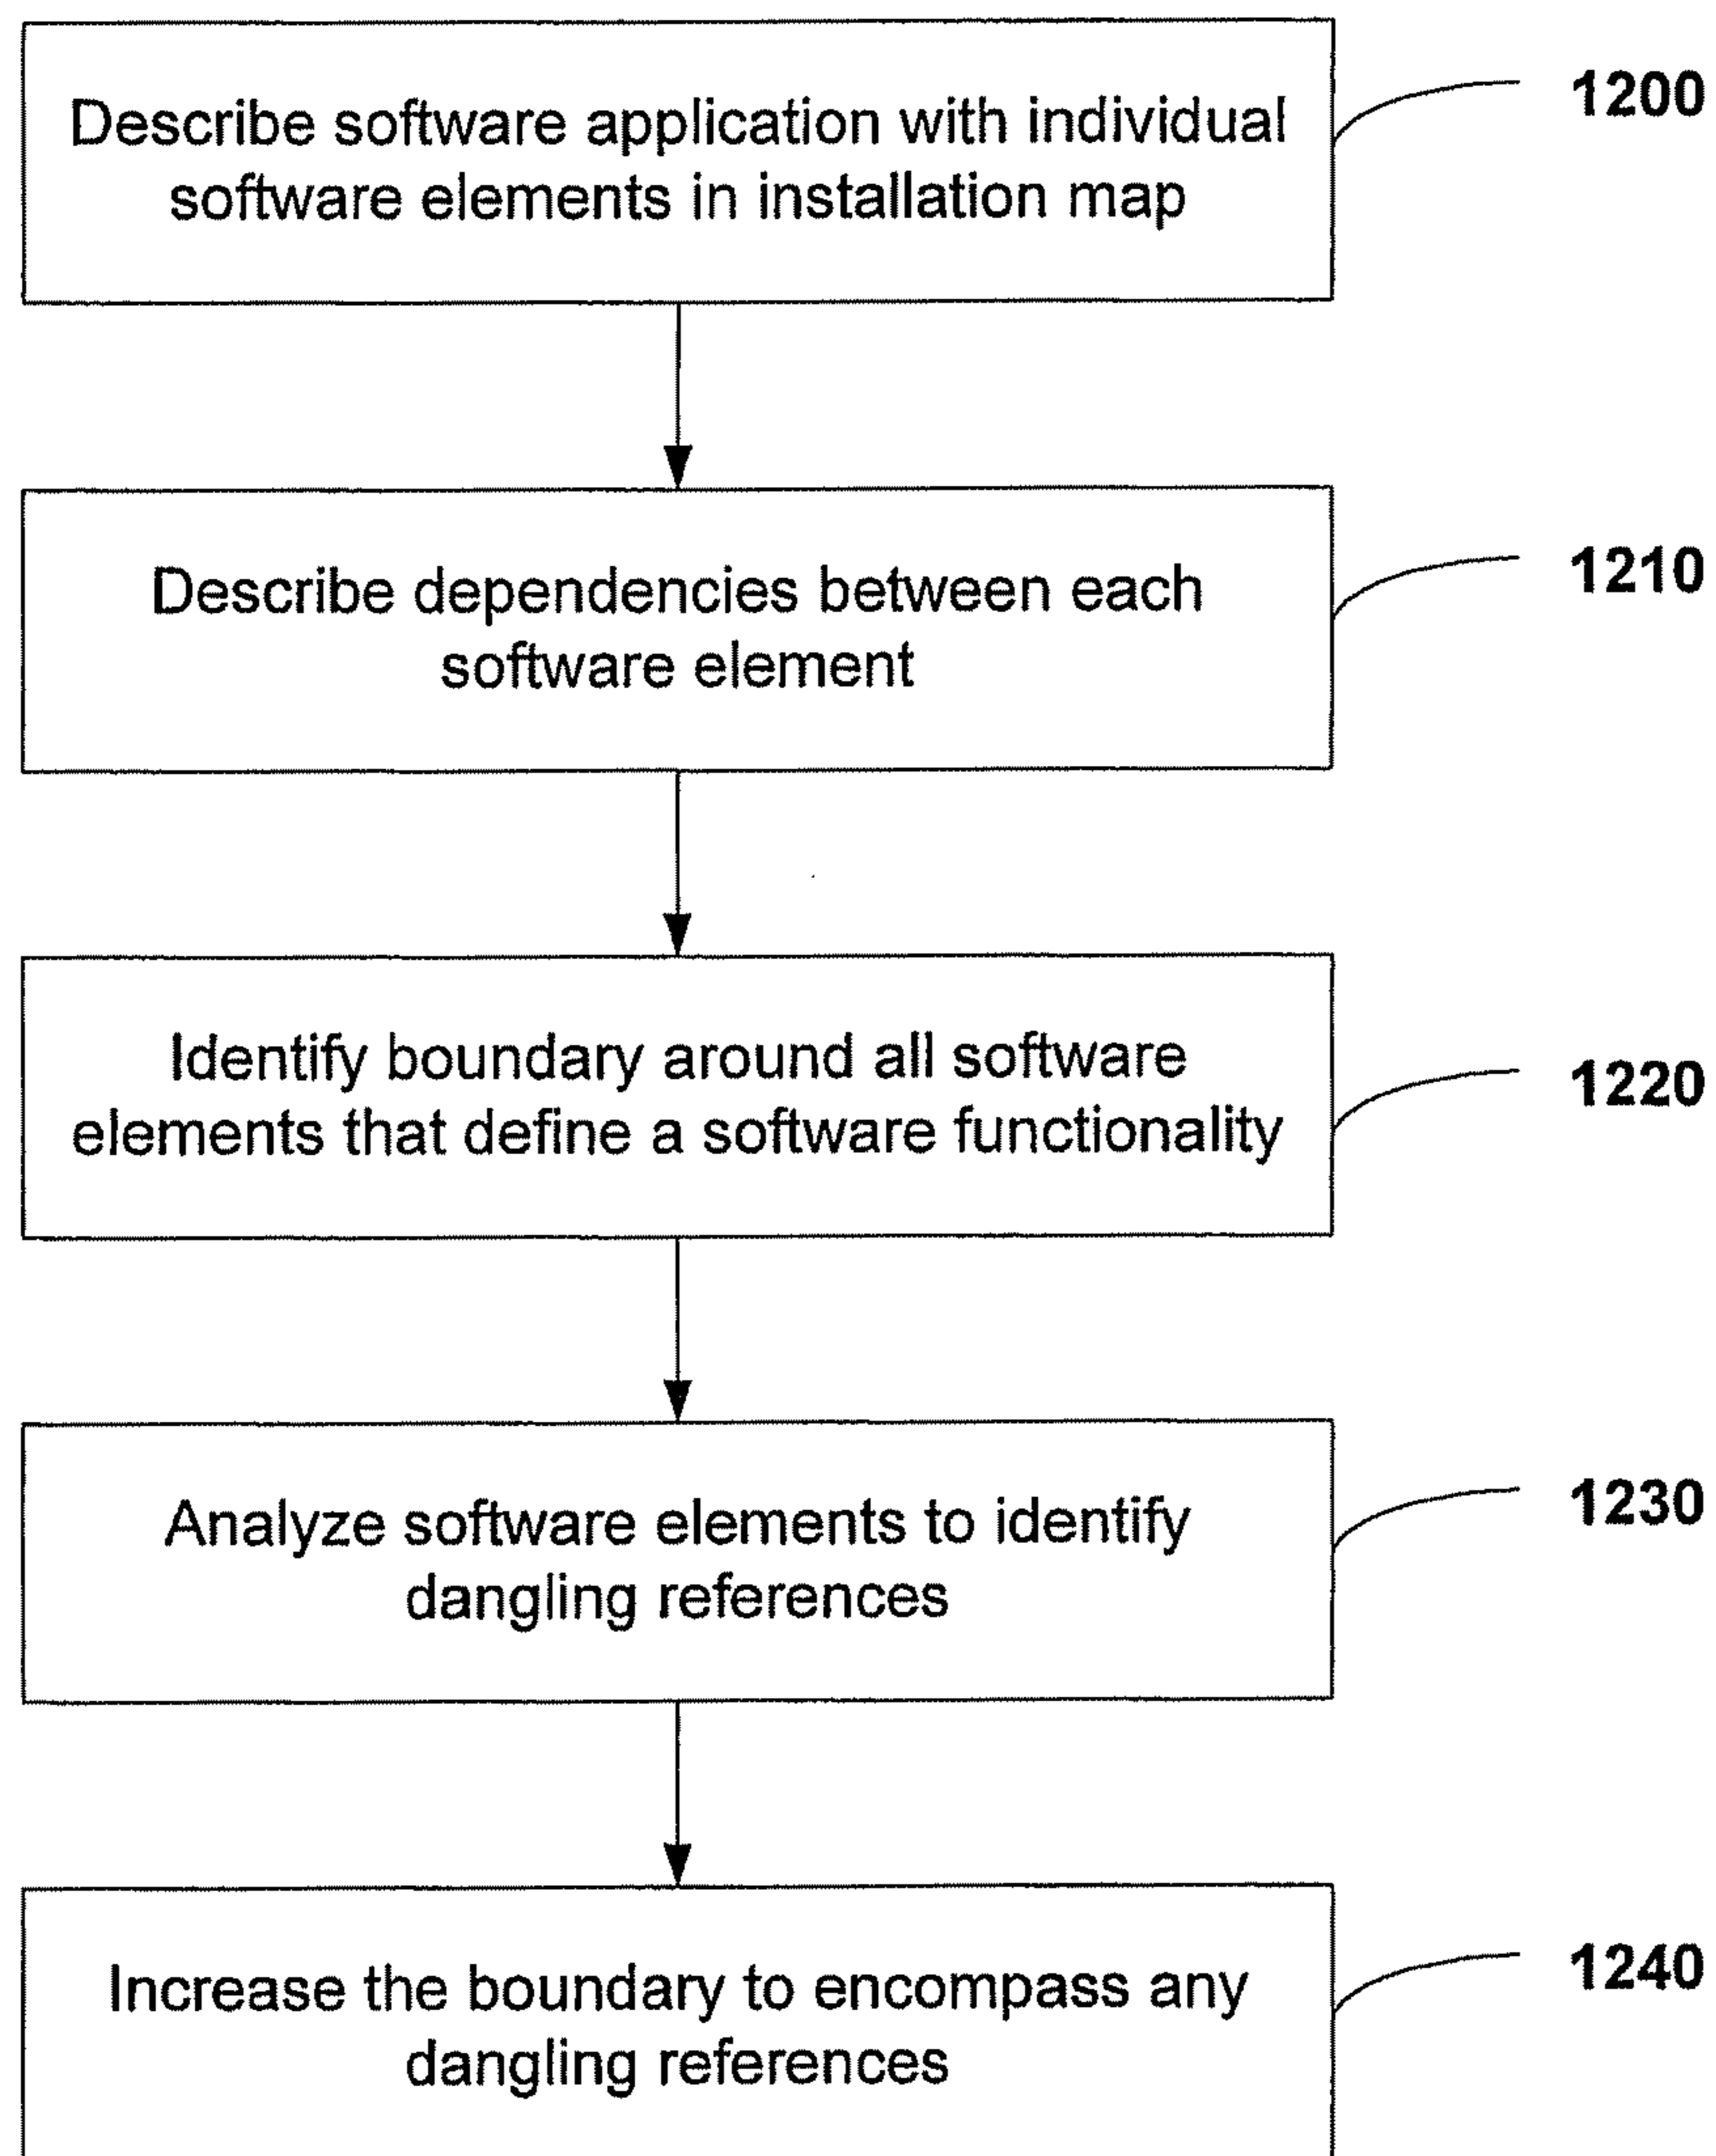 Describe software application with individual
software elements in installation map
1200
Describe dependencies between each
software element
1210
Identify boundary around all software
elements that define a software functionality
1220
Analyze software elements to identify
dangling references
1230
Increase the boundary to encompass any
dangling references
1240